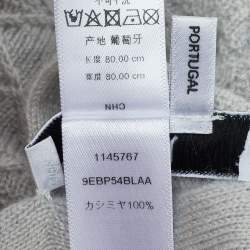 产地 葡萄牙
长度 80.00 cm
宽度 80.00 cm
CHN
1145767
9EBP54BLAA
カシミヤ100%
PORTUGAL